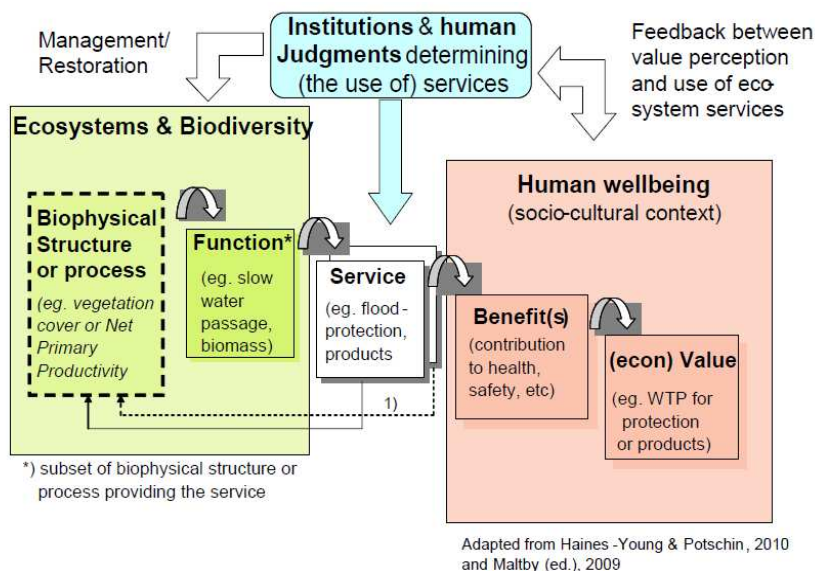 Management/
Restoration
Institutions & human
Judgments determining
(the use of) services
Feedback between
value perception
and use of eco-
system services
Ecosystems & Biodiversity
Biophysical
Structure
or process
(eg. vegetation
cover or Net
Primary
Productivity
Function*
(eg. slow
water
passage,
biomass)
Service
(eg. flood-
protection,
products
Human wellbeing
(socio-cultural context)
Benefit(s)
(contribution
to health,
safety, etc)
(econ) Value
(eg. WTP for
protection
or products)
1)
*) subset of biophysical structure or
process providing the service
Adapted from Haines -Young & Potschin, 2010
and Maltby (ed.), 2009